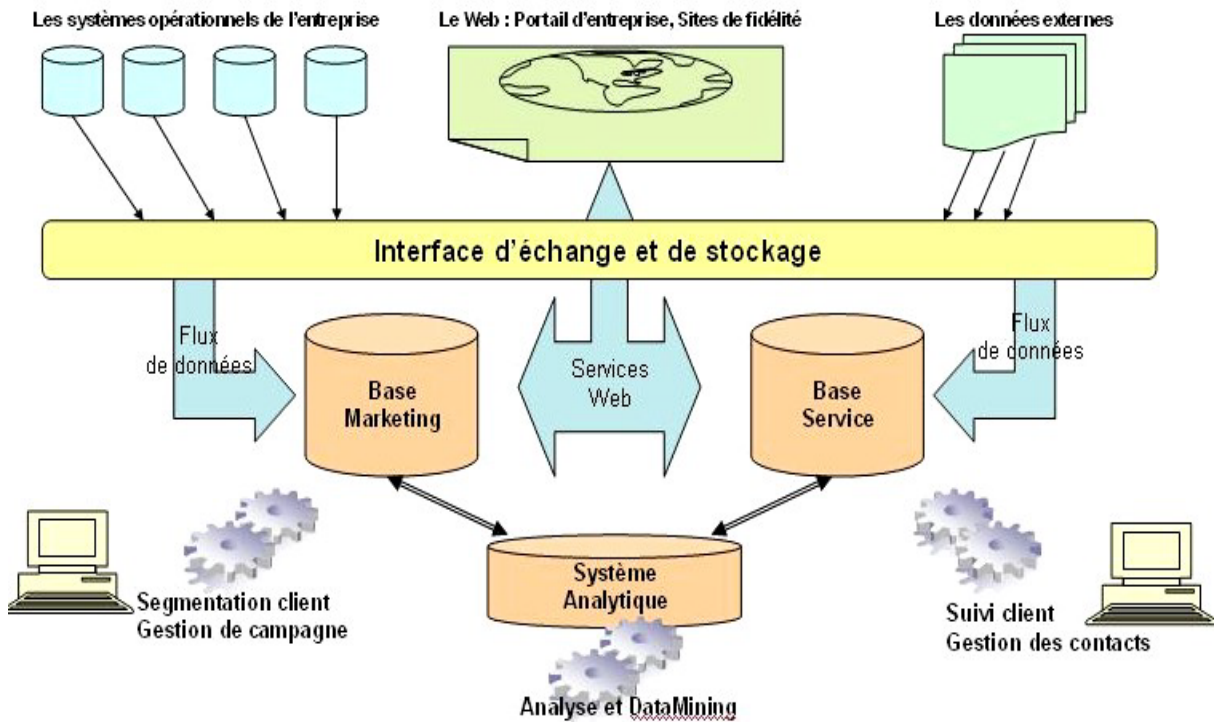 Les systèmes opérationnels de l'entreprise
Le Web : Portail d'entreprise, Sites de fidélité
Les données externes
Interface d'échange et de stockage
Flux
de données
Base
Marketing
Services
Web
Base
Service
Flux
de données
Système
Analytique
Segmentation client
Gestion de campagne
Suivi client
Gestion des contacts
Analyse et DataMining